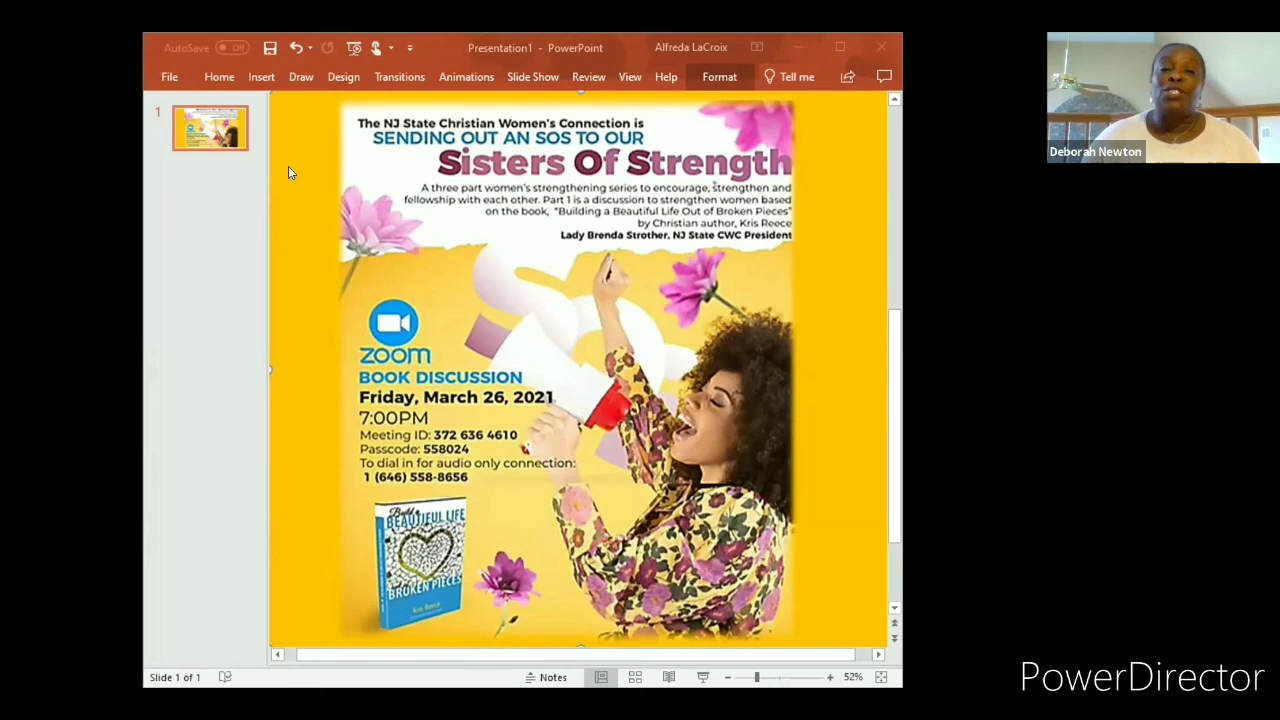 AutoSave Off
Presentation1 - PowerPoint
Alfreda LaCroix
File Home Insert Draw Design Transitions Animations Slide Show Review View Help Format Tell me
1
The NJ State Christian Women's Connection is
SENDING OUT AN SOS TO OUR
Sisters Of Strength
A three part women's strengthening series to encourage, strengthen and
fellowship with each other. Part 1 is a discussion to strengthen women based
on the book, "Building a Beautiful Life Out of Broken Pieces"
by Christian author, Kris Reece
Lady Brenda Strother, NJ State CWC President
zoom
BOOK DISCUSSION
Friday, March 26, 2021
7:00PM
Meeting ID: 372 636 4610
Passcode: 558024
To dial in for audio only connection:
1 (646) 558-8656
Build a
BEAUTIFUL LIFE
BROKEN PIECES
Kris Reece
Slide 1 of 1
Notes
52%
Deborah Newton
PowerDirector